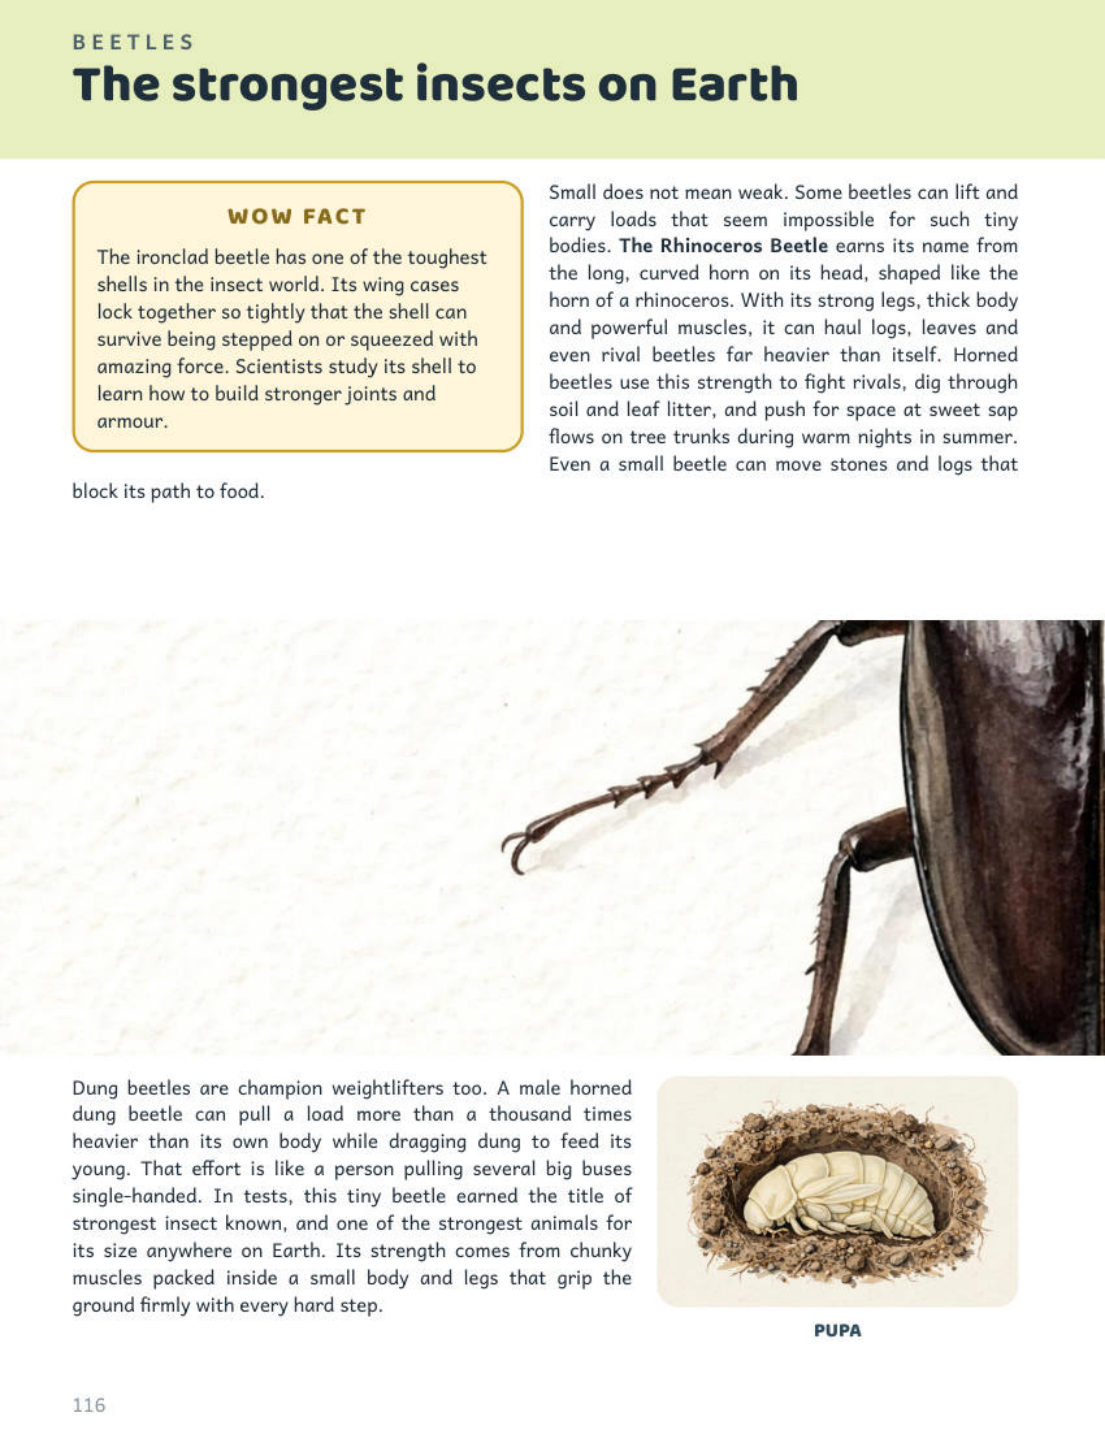 BEETLES
The strongest insects on Earth
WOW FACT
The ironclad beetle has one of the toughest
shells in the insect world. Its wing cases
lock together so tightly that the shell can
survive being stepped on or squeezed with
amazing force. Scientists study its shell to
learn how to build stronger joints and
armour.
Small does not mean weak. Some beetles can lift and
carry loads that seem impossible for such tiny
bodies. The Rhinoceros Beetle earns its name from
the long, curved horn on its head, shaped like the
horn of a rhinoceros. With its strong legs, thick body
and powerful muscles, it can haul logs, leaves and
even rival beetles far heavier than itself. Horned
beetles use this strength to fight rivals, dig through
soil and leaf litter, and push for space at sweet sap
flows on tree trunks during warm nights in summer.
Even a small beetle can move stones and logs that
block its path to food.
Dung beetles are champion weightlifters too. A male horned
dung beetle can pull a load more than a thousand times
heavier than its own body while dragging dung to feed its
young. That effort is like a person pulling several big buses
single-handed. In tests, this tiny beetle earned the title of
strongest insect known, and one of the strongest animals for
its size anywhere on Earth. Its strength comes from chunky
muscles packed inside a small body and legs that grip the
ground firmly with every hard step.
PUPA
116